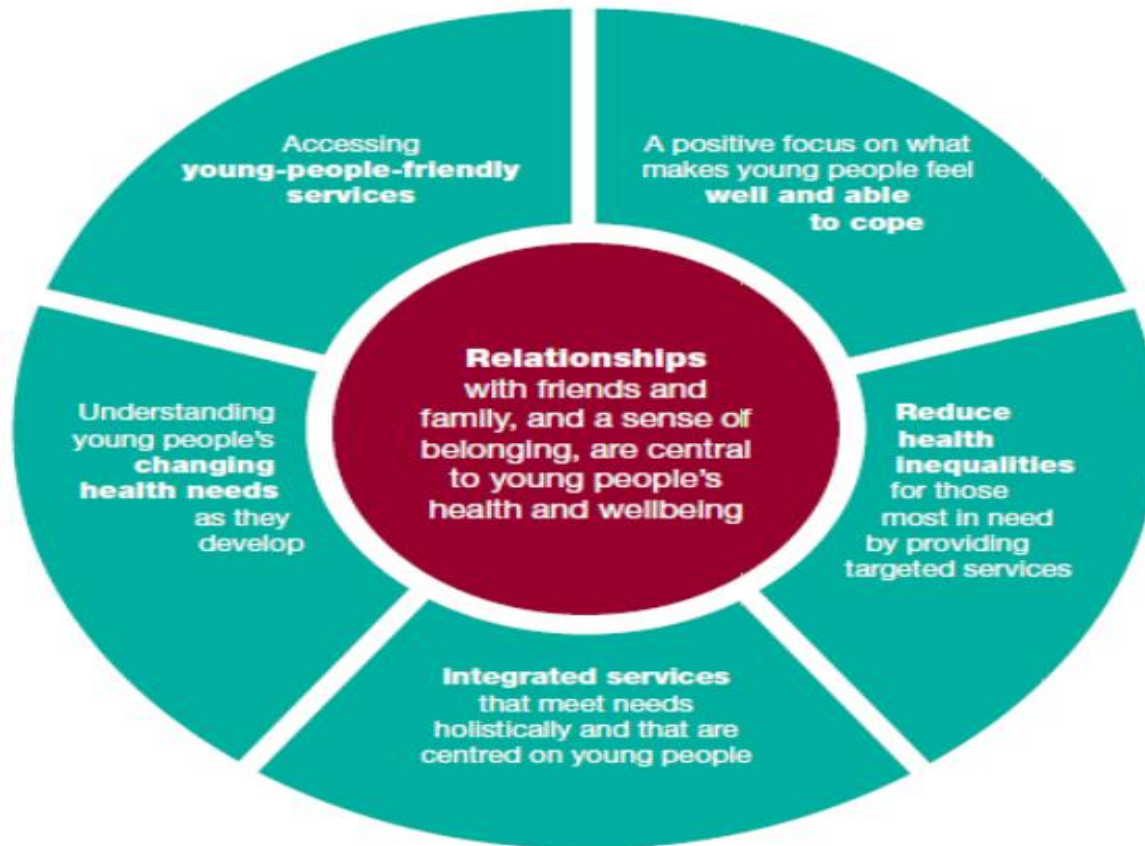 Accessing
young-people-friendly
services
A positive focus on what
makes young people feel
well and able
to cope
Relationships
with friends and
family, and a sense of
belonging, are central
to young people's
health and wellbeing
Understanding
young people's
changing
health needs
as they
develop
Reduce
health
inequalities
for those
most in need
by providing
targeted services
Integrated services
that meet needs
holistically and that are
centred on young people